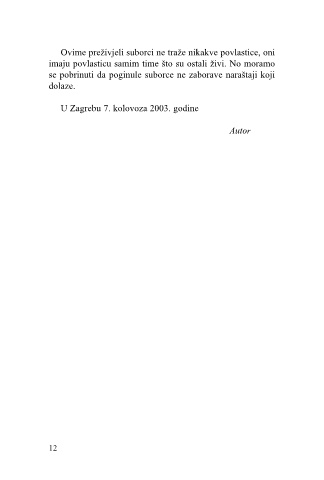 Ovime preživjeli suborci ne traže nikakve povlastice, oni
imaju povlasticu samim time što su ostali živi. No moramo
se pobrinuti da poginule suborce ne zaborave naraštaji koji
dolaze.
U Zagrebu 7. kolovoza 2003. godine
Autor
12